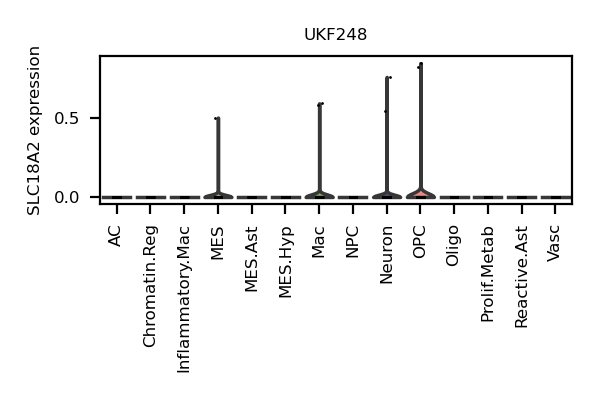 UKF248
SLC18A2 expression
0.5
0.0
AC
Chromatin.Reg
Inflammatory.Mac
MES
MES.Ast
MES.Hyp
Mac
NPC
Neuron
OPC
Oligo
Prolif.Metab
Reactive.Ast
Vasc